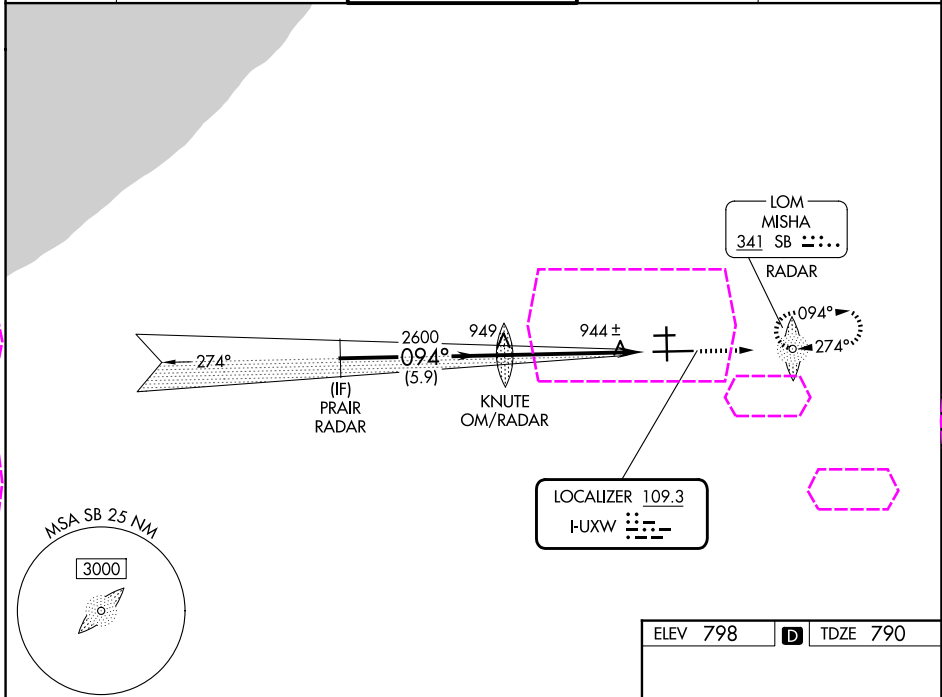 LOM
MISHA
341 SB
RADAR
094°
274°
2600
949
944 ±
274°
094°
(5.9)
(IF)
PRAIR
RADAR
KNUTE
OM/RADAR
LOCALIZER 109.3
I-UXW
MSA SB 25 NM
3000
ELEV 798 D TDZE 790